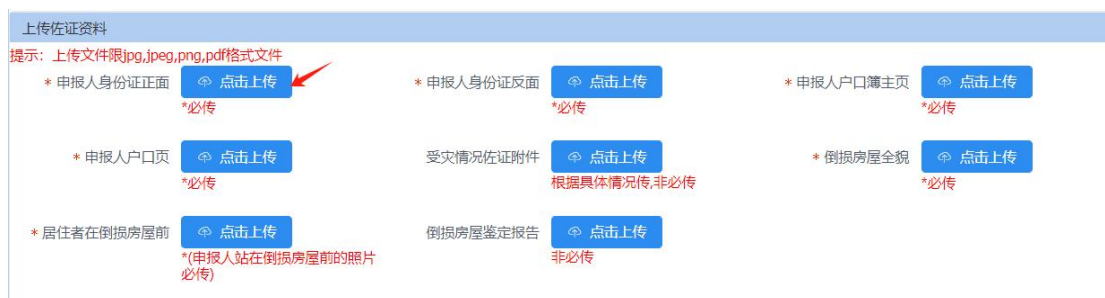 上传佐证资料
提示：上传文件限jpg,jpeg,png,pdf格式文件
* 申报人身份证正面 点击上传 * 申报人身份证反面 点击上传 * 申报人户口簿主页 点击上传
*必传 *必传 *必传
* 申报人户口页 点击上传 受灾情况佐证附件 点击上传 * 倒损房屋全貌 点击上传
*必传 根据具体情况传,非必传 *必传
* 居住者在倒损房屋前 点击上传 倒损房屋鉴定报告 点击上传
*(申报人站在倒损房屋前的照片 非必传
必传)